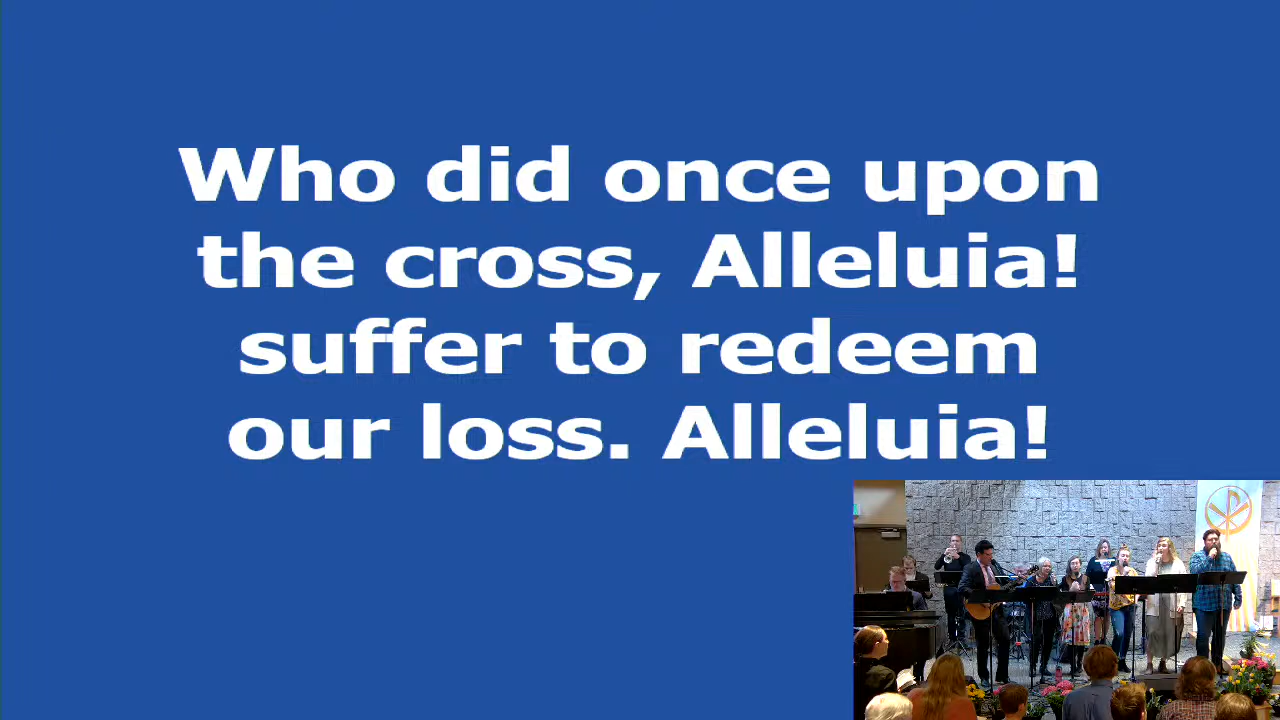 Who did once upon
the cross, Alleluia!
suffer to redeem
our loss. Alleluia!